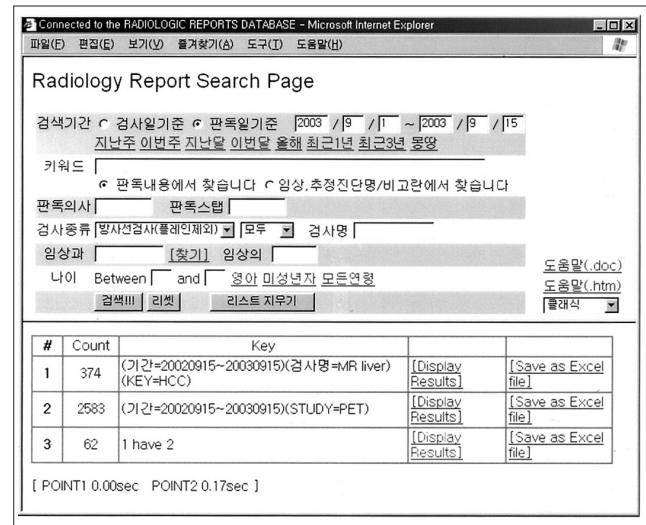 Connected to the RADIOLOGIC REPORTS DATABASE - Microsoft Internet Explorer
파일(F) 편집(E) 보기(V) 즐겨찾기(A) 도구(T) 도움말(H)
Radiology Report Search Page
검색기간 검사일기준 판독일기준 2003 / 9 / 1 ~ 2003 / 9 / 15
지난주 이번주 지난달 이번달 올해 최근1년 최근3년 몽땅
키워드
판독내용에서 찾습니다 임상,추정진단명/비고란에서 찾습니다
판독의사 판독스탭
검사종류 방사선검사(플레인제외) 모두 검사명
임상과 [찾기] 임상의
나이 Between and 영아 미성년자 모든연령
도움말(.doc)
도움말(.htm)
검색!!! 리셋 리스트 지우기 클래식
# Count Key
1 374 (기간=20020915~20030915)(검사명=MR liver) [Display [Save as Excel
(KEY=HCC) Results] file]
2 2583 (기간=20020915~20030915)(STUDY=PET) [Display [Save as Excel
Results] file]
3 62 1 have 2 [Display [Save as Excel
Results] file]
[ POINT1 0.00sec POINT2 0.17sec ]